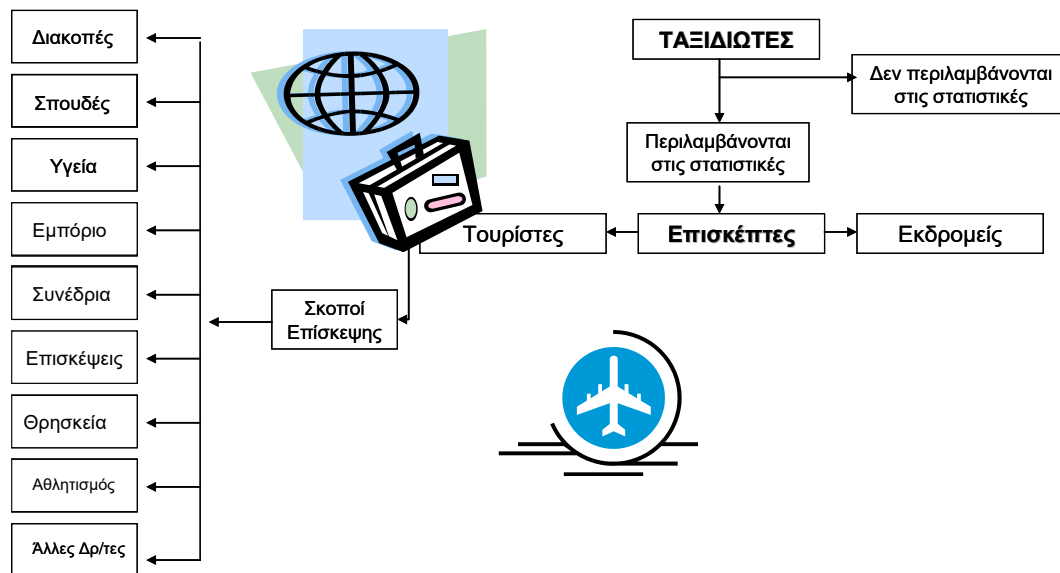 ΤΑΞΙΔΙΩΤΕΣ
Δεν περιλαμβάνονται
στις στατιστικές
Περιλαμβάνονται
στις στατιστικές
Τουρίστες
Επισκέπτες
Εκδρομείς
Σκοποί
Επίσκεψης
Διακοπές
Σπουδές
Υγεία
Εμπόριο
Συνέδρια
Επισκέψεις
Θρησκεία
Αθλητισμός
Άλλες Δρ/τες